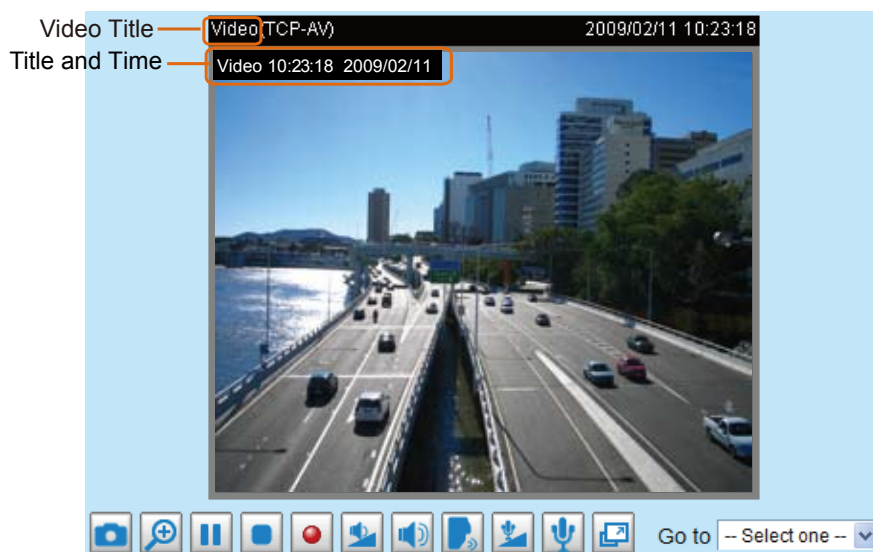 Video Title
Video(TCP-AV) 2009/02/11 10:23:18
Title and Time
Video 10:23:18 2009/02/11
Go to -- Select one --